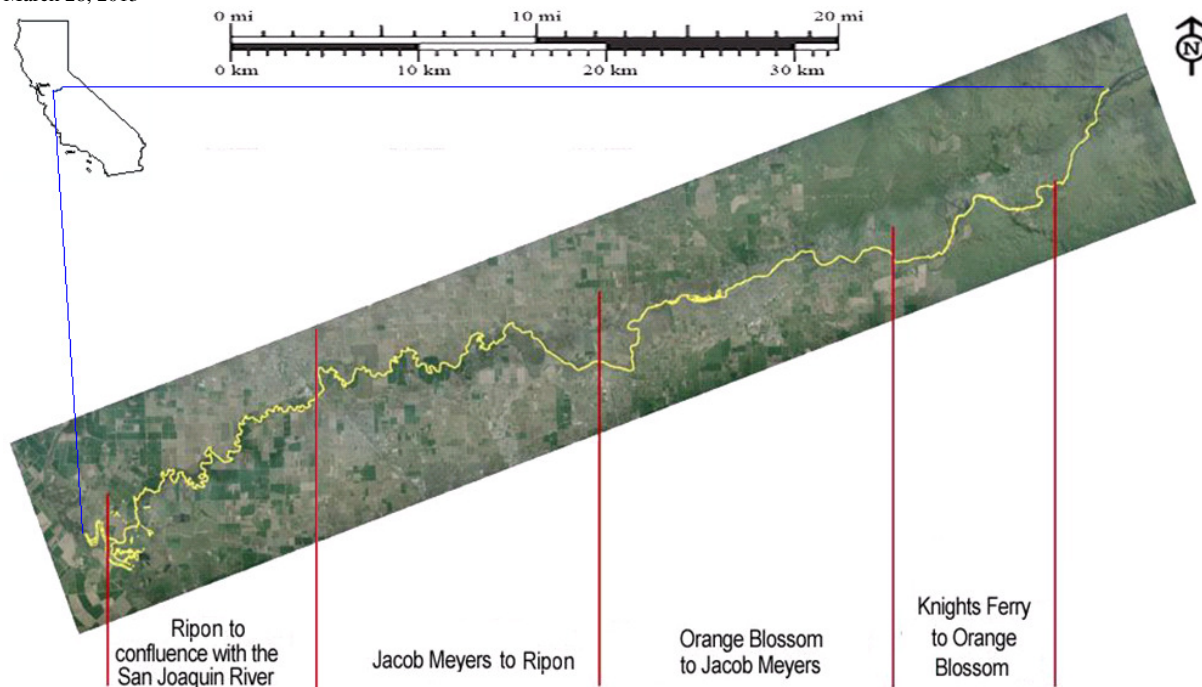 0 mi 10 mi 20 mi
0 km 10 km 20 km 30 km
N
Ripon to
confluence with the
San Joaquin River
Jacob Meyers to Ripon
Orange Blossom
to Jacob Meyers
Knights Ferry
to Orange
Blossom